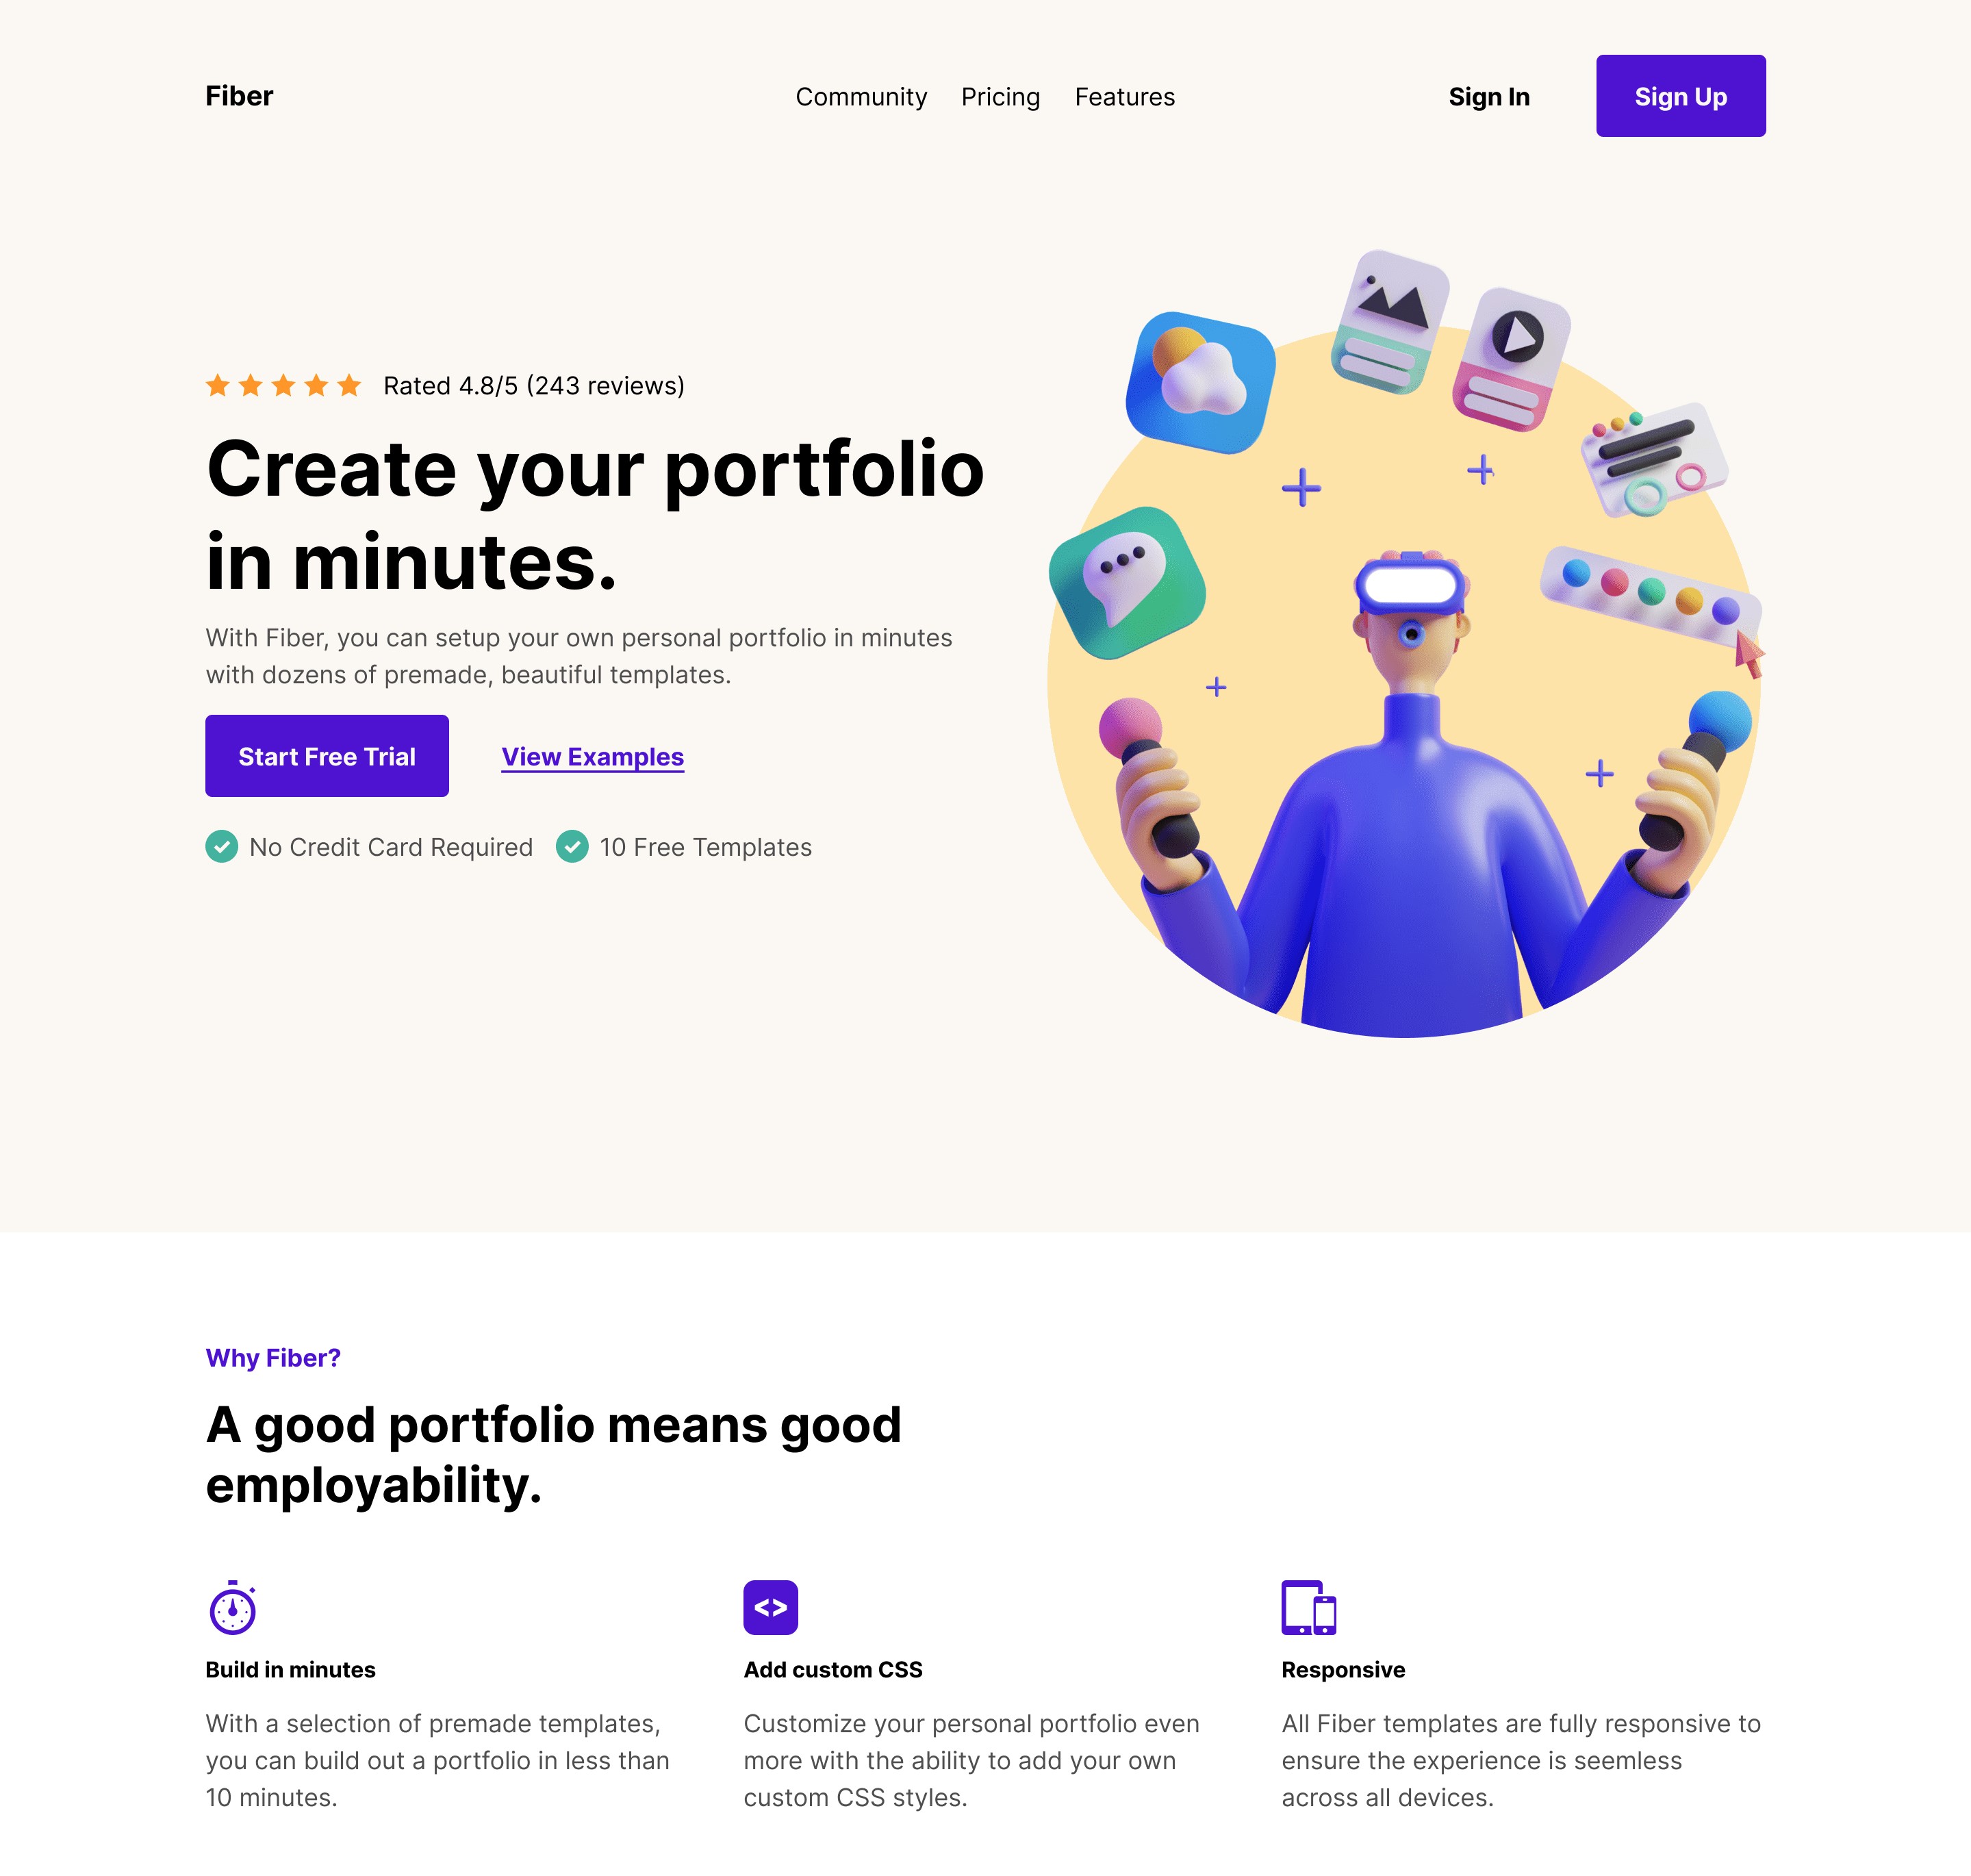 Fiber
Community Pricing Features
Sign In
Sign Up
Rated 4.8/5 (243 reviews)
Create your portfolio
in minutes.
With Fiber, you can setup your own personal portfolio in minutes
with dozens of premade, beautiful templates.
Start Free Trial
View Examples
No Credit Card Required
10 Free Templates
Why Fiber?
A good portfolio means good
employability.
<>
Build in minutes
With a selection of premade templates,
you can build out a portfolio in less than
10 minutes.
Add custom CSS
Customize your personal portfolio even
more with the ability to add your own
custom CSS styles.
Responsive
All Fiber templates are fully responsive to
ensure the experience is seemless
across all devices.